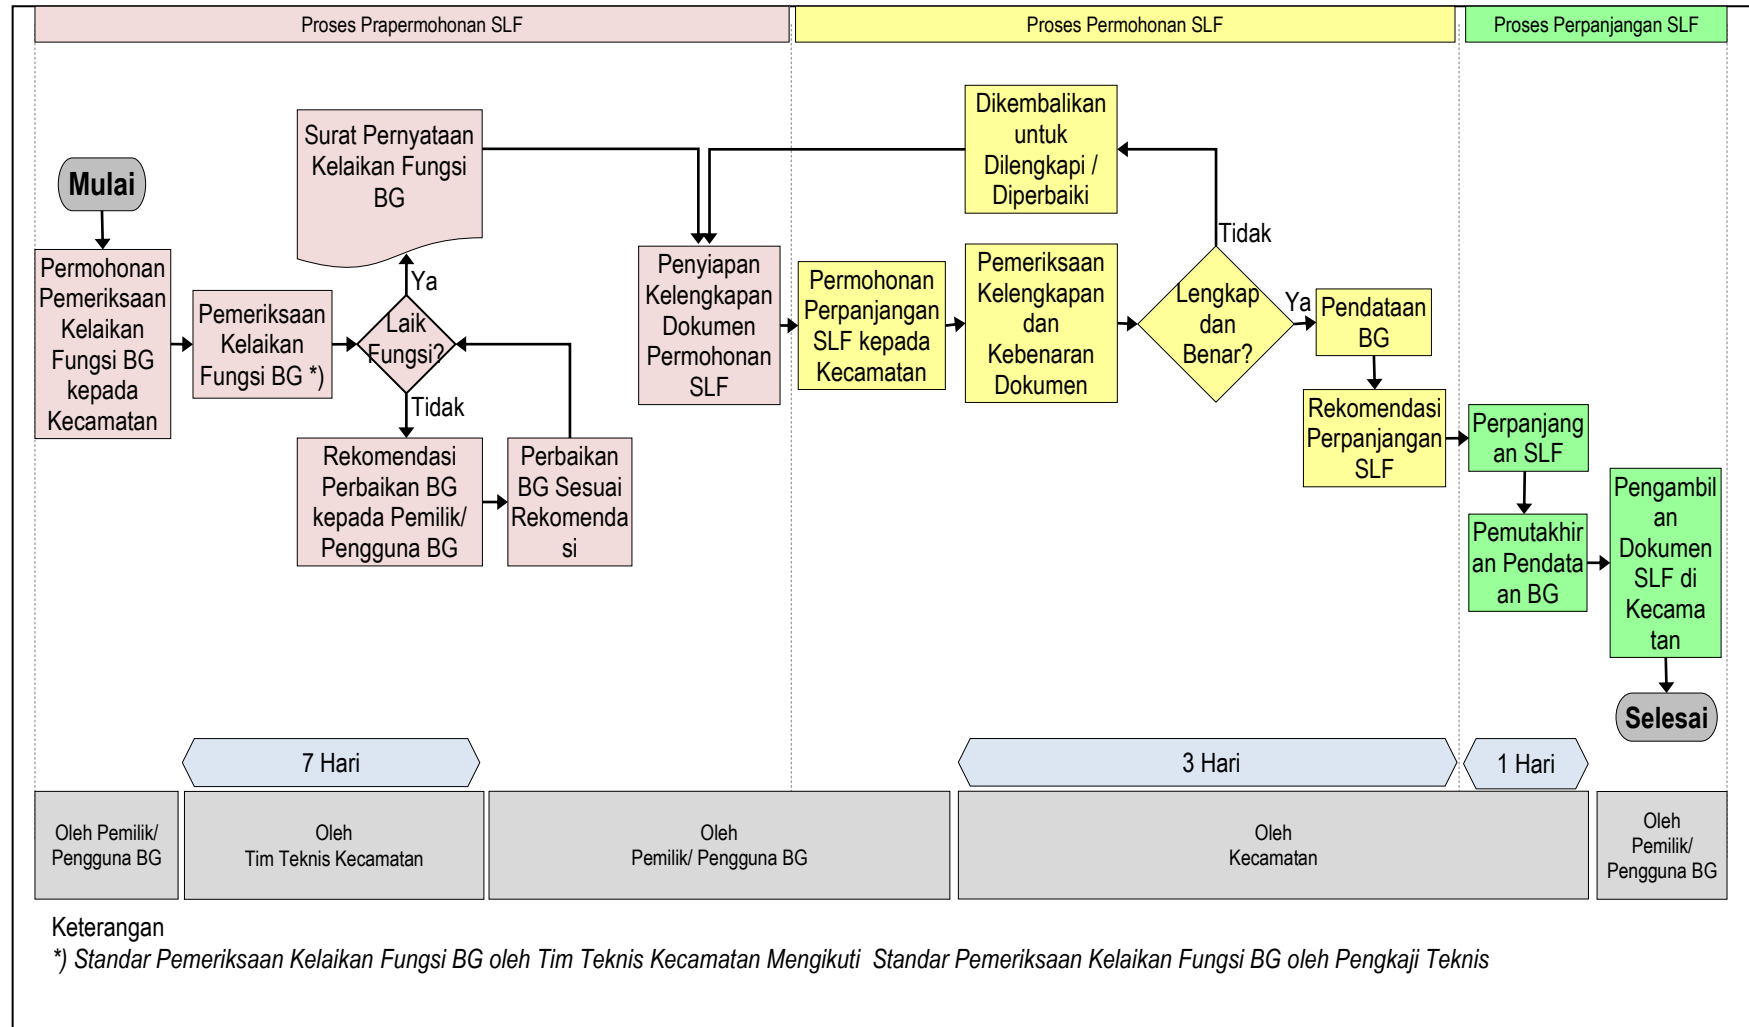 Proses Prapermohonan SLF
Proses Permohonan SLF
Proses Perpanjangan SLF
Mulai
Permohonan
Pemeriksaan
Kelaikan
Fungsi BG
kepada
Kecamatan
Pemeriksaan
Kelaikan
Fungsi BG *)
Laik
Fungsi?
Ya
Surat Pernyataan
Kelaikan Fungsi
BG
Tidak
Rekomendasi
Perbaikan BG
kepada Pemilik/
Pengguna BG
Perbaikan
BG Sesuai
Rekomenda
si
Penyiapan
Kelengkapan
Dokumen
Permohonan
SLF
Permohonan
Perpanjangan
SLF kepada
Kecamatan
Pemeriksaan
Kelengkapan
dan
Kebenaran
Dokumen
Lengkap
dan
Benar?
Tidak
Dikembalikan
untuk
Dilengkapi /
Diperbaiki
Ya
Pendataan
BG
Rekomendasi
Perpanjangan
SLF
Perpanjang
an SLF
Pemutakhir
an Pendata
an BG
Pengambil
an
Dokumen
SLF di
Kecama
tan
Selesai
7 Hari
3 Hari
1 Hari
Oleh Pemilik/
Pengguna BG
Oleh
Tim Teknis Kecamatan
Oleh
Pemilik/ Pengguna BG
Oleh
Kecamatan
Oleh
Pemilik/
Pengguna BG
Keterangan
*) Standar Pemeriksaan Kelaikan Fungsi BG oleh Tim Teknis Kecamatan Mengikuti  Standar Pemeriksaan Kelaikan Fungsi BG oleh Pengkaji Teknis